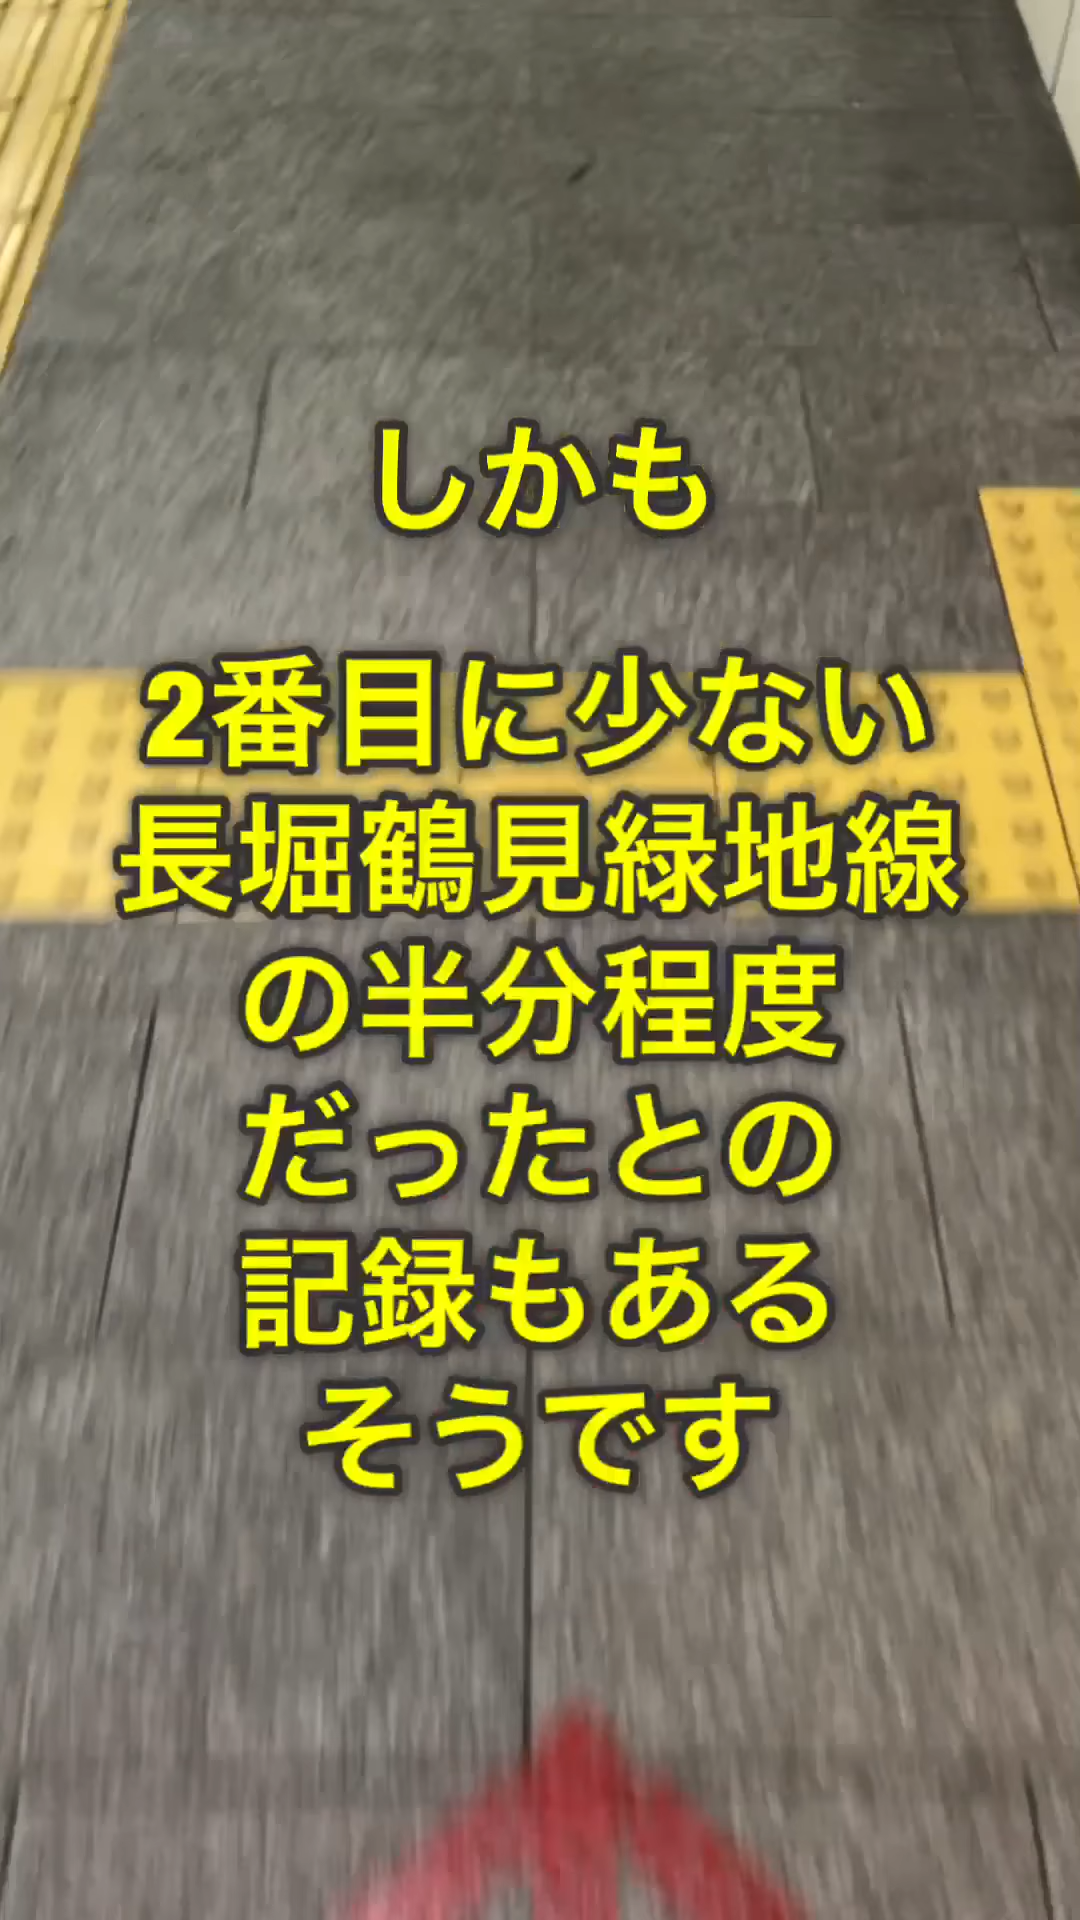 しかも
2番目に少ない
長堀鶴見緑地線
の半分程度
だったとの
記録もある
そうです